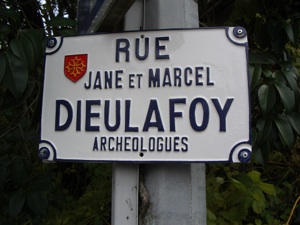 RUE
JANE ET MARCEL
DIEULAFOY
ARCHEOLOGUES